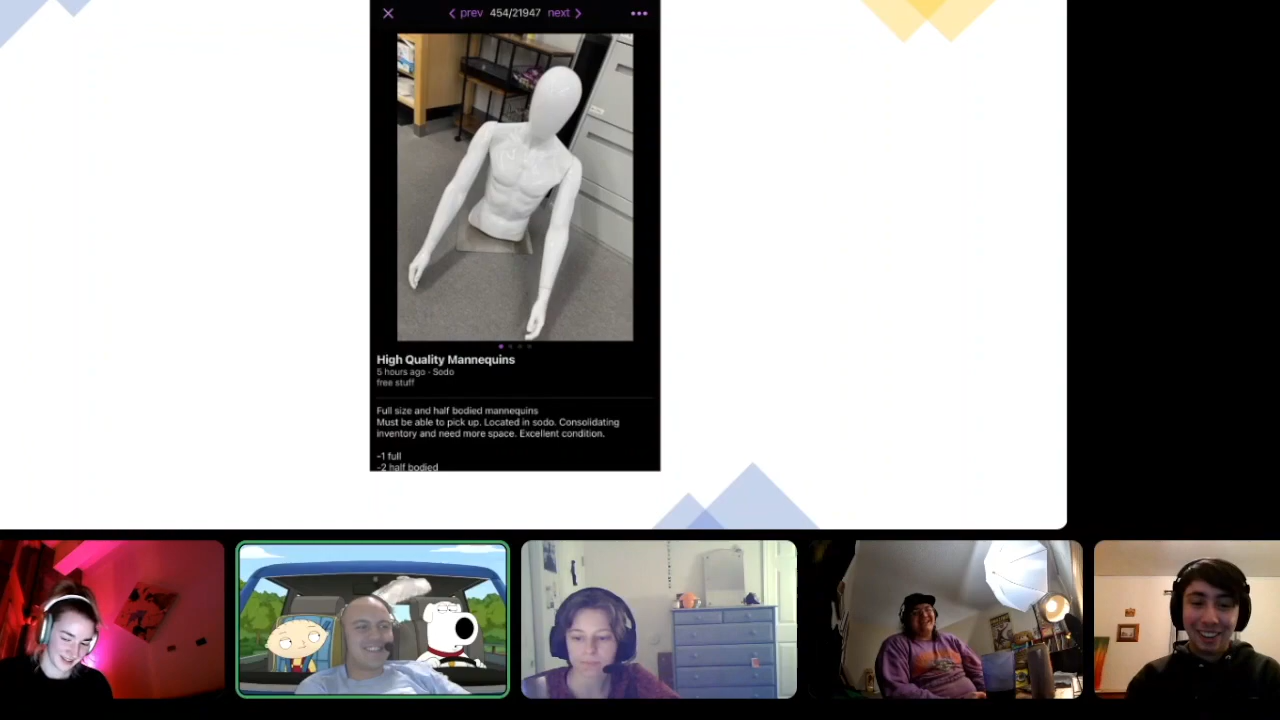 prev 454/21947 next
High Quality Mannequins
5 hours ago - Sodo
free stuff
Full size and half bodied mannequins
Must be able to pick up. Located in sodo. Consolidating
inventory and need more space. Excellent condition.
-1 full
-2 half bodied